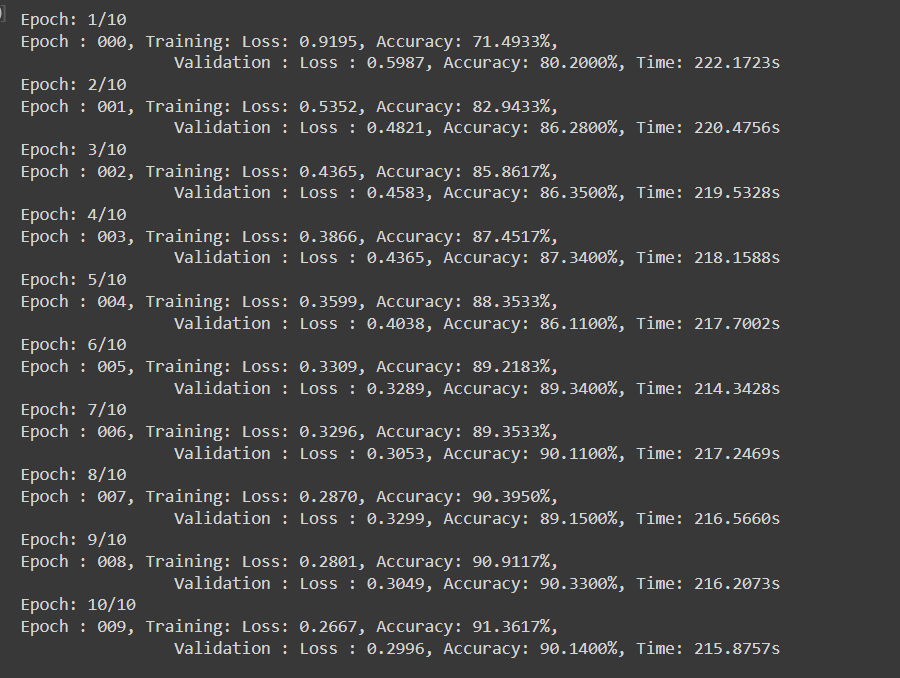 Epoch: 1/10
Epoch : 000, Training: Loss: 0.9195, Accuracy: 71.4933%,
Validation : Loss : 0.5987, Accuracy: 80.2000%, Time: 222.1723s
Epoch: 2/10
Epoch : 001, Training: Loss: 0.5352, Accuracy: 82.9433%,
Validation : Loss : 0.4821, Accuracy: 86.2800%, Time: 220.4756s
Epoch: 3/10
Epoch : 002, Training: Loss: 0.4365, Accuracy: 85.8617%,
Validation : Loss : 0.4583, Accuracy: 86.3500%, Time: 219.5328s
Epoch: 4/10
Epoch : 003, Training: Loss: 0.3866, Accuracy: 87.4517%,
Validation : Loss : 0.4365, Accuracy: 87.3400%, Time: 218.1588s
Epoch: 5/10
Epoch : 004, Training: Loss: 0.3599, Accuracy: 88.3533%,
Validation : Loss : 0.4038, Accuracy: 86.1100%, Time: 217.7002s
Epoch: 6/10
Epoch : 005, Training: Loss: 0.3309, Accuracy: 89.2183%,
Validation : Loss : 0.3289, Accuracy: 89.3400%, Time: 214.3428s
Epoch: 7/10
Epoch : 006, Training: Loss: 0.3296, Accuracy: 89.3533%,
Validation : Loss : 0.3053, Accuracy: 90.1100%, Time: 217.2469s
Epoch: 8/10
Epoch : 007, Training: Loss: 0.2870, Accuracy: 90.3950%,
Validation : Loss : 0.3299, Accuracy: 89.1500%, Time: 216.5660s
Epoch: 9/10
Epoch : 008, Training: Loss: 0.2801, Accuracy: 90.9117%,
Validation : Loss : 0.3049, Accuracy: 90.3300%, Time: 216.2073s
Epoch: 10/10
Epoch : 009, Training: Loss: 0.2667, Accuracy: 91.3617%,
Validation : Loss : 0.2996, Accuracy: 90.1400%, Time: 215.8757s